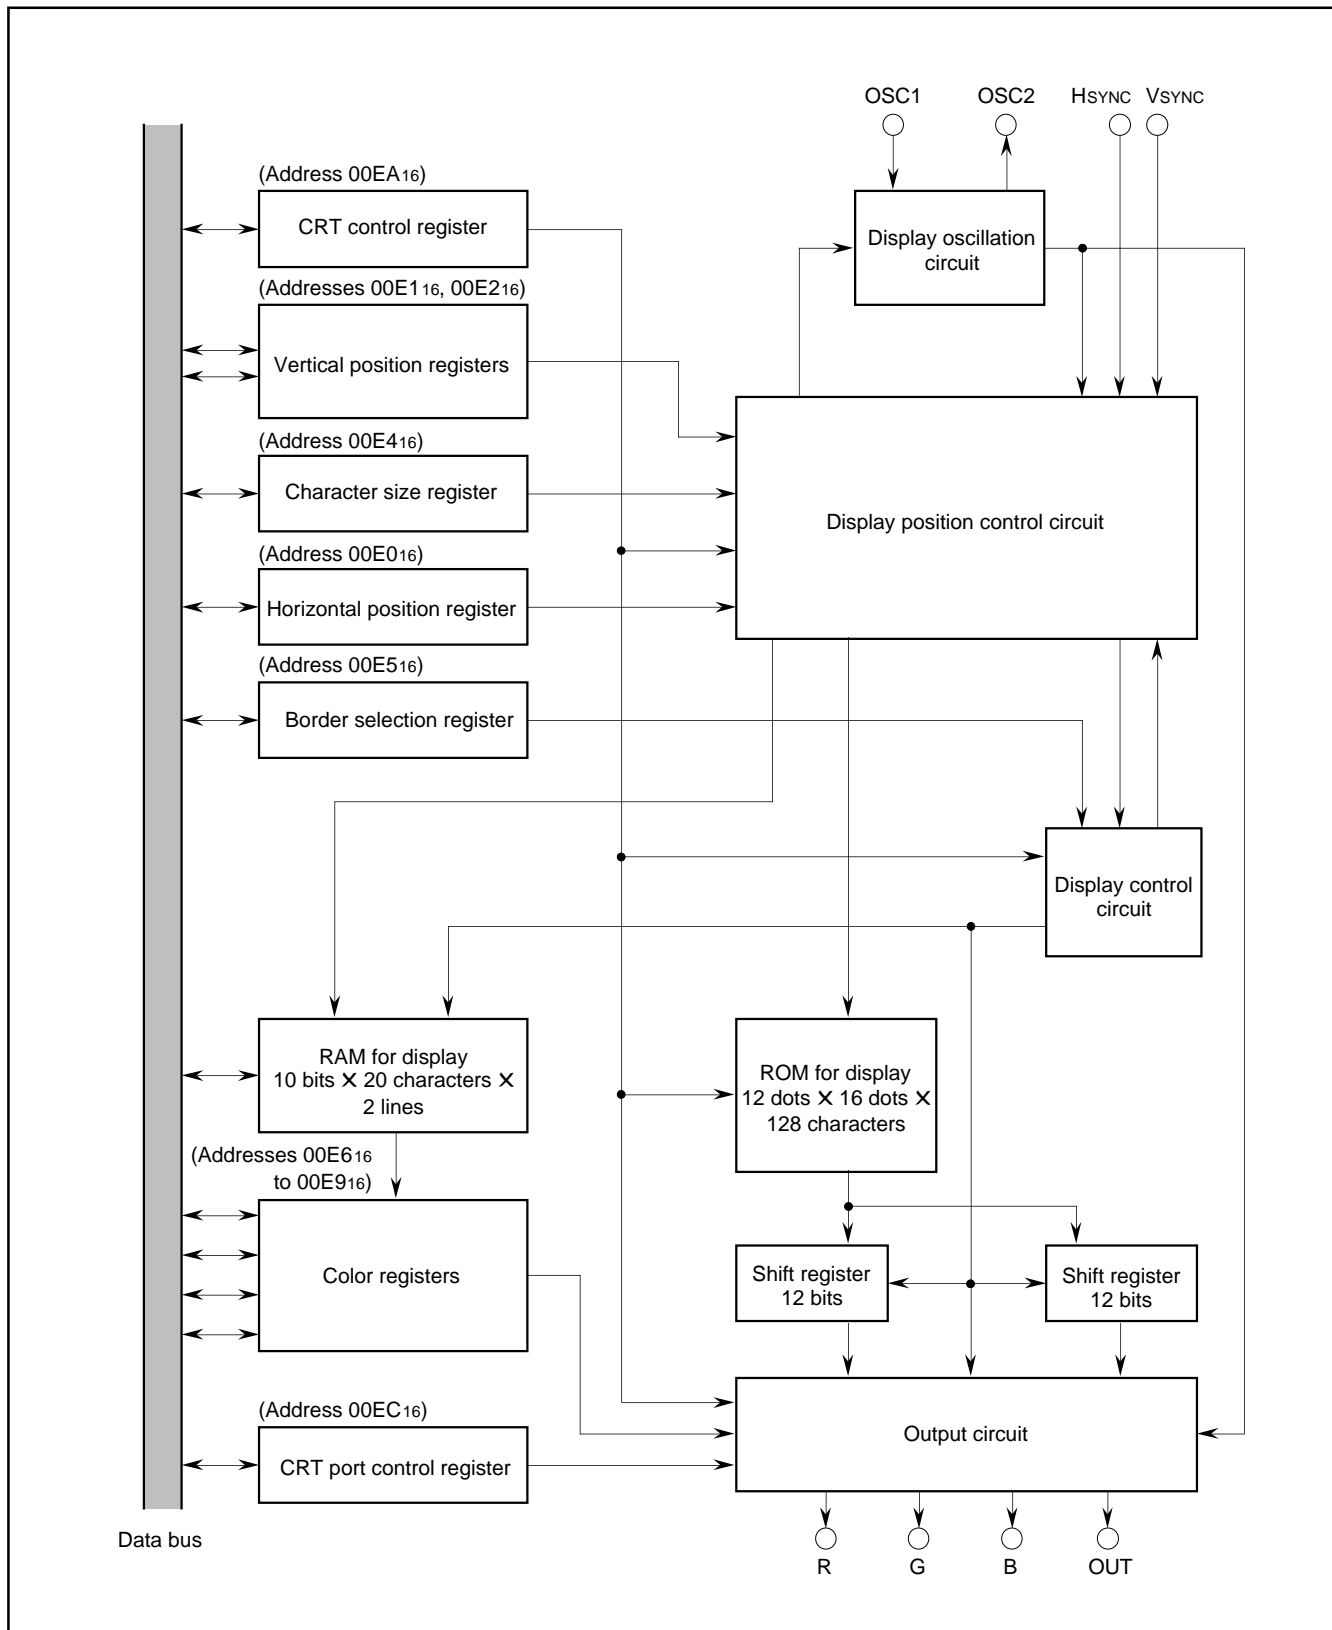 OSC1 OSC2 HSYNC VSYNC
(Address 00EA16)
CRT control register
Display oscillation
circuit
(Addresses 00E116, 00E216)
Vertical position registers
(Address 00E416)
Character size register
Display position control circuit
(Address 00E016)
Horizontal position register
(Address 00E516)
Border selection register
Display control
circuit
RAM for display
10 bits × 20 characters ×
2 lines
ROM for display
12 dots × 16 dots ×
128 characters
(Addresses 00E616
to 00E916)
Color registers
Shift register
12 bits
Shift register
12 bits
(Address 00EC16)
CRT port control register
Output circuit
Data bus
R G B OUT